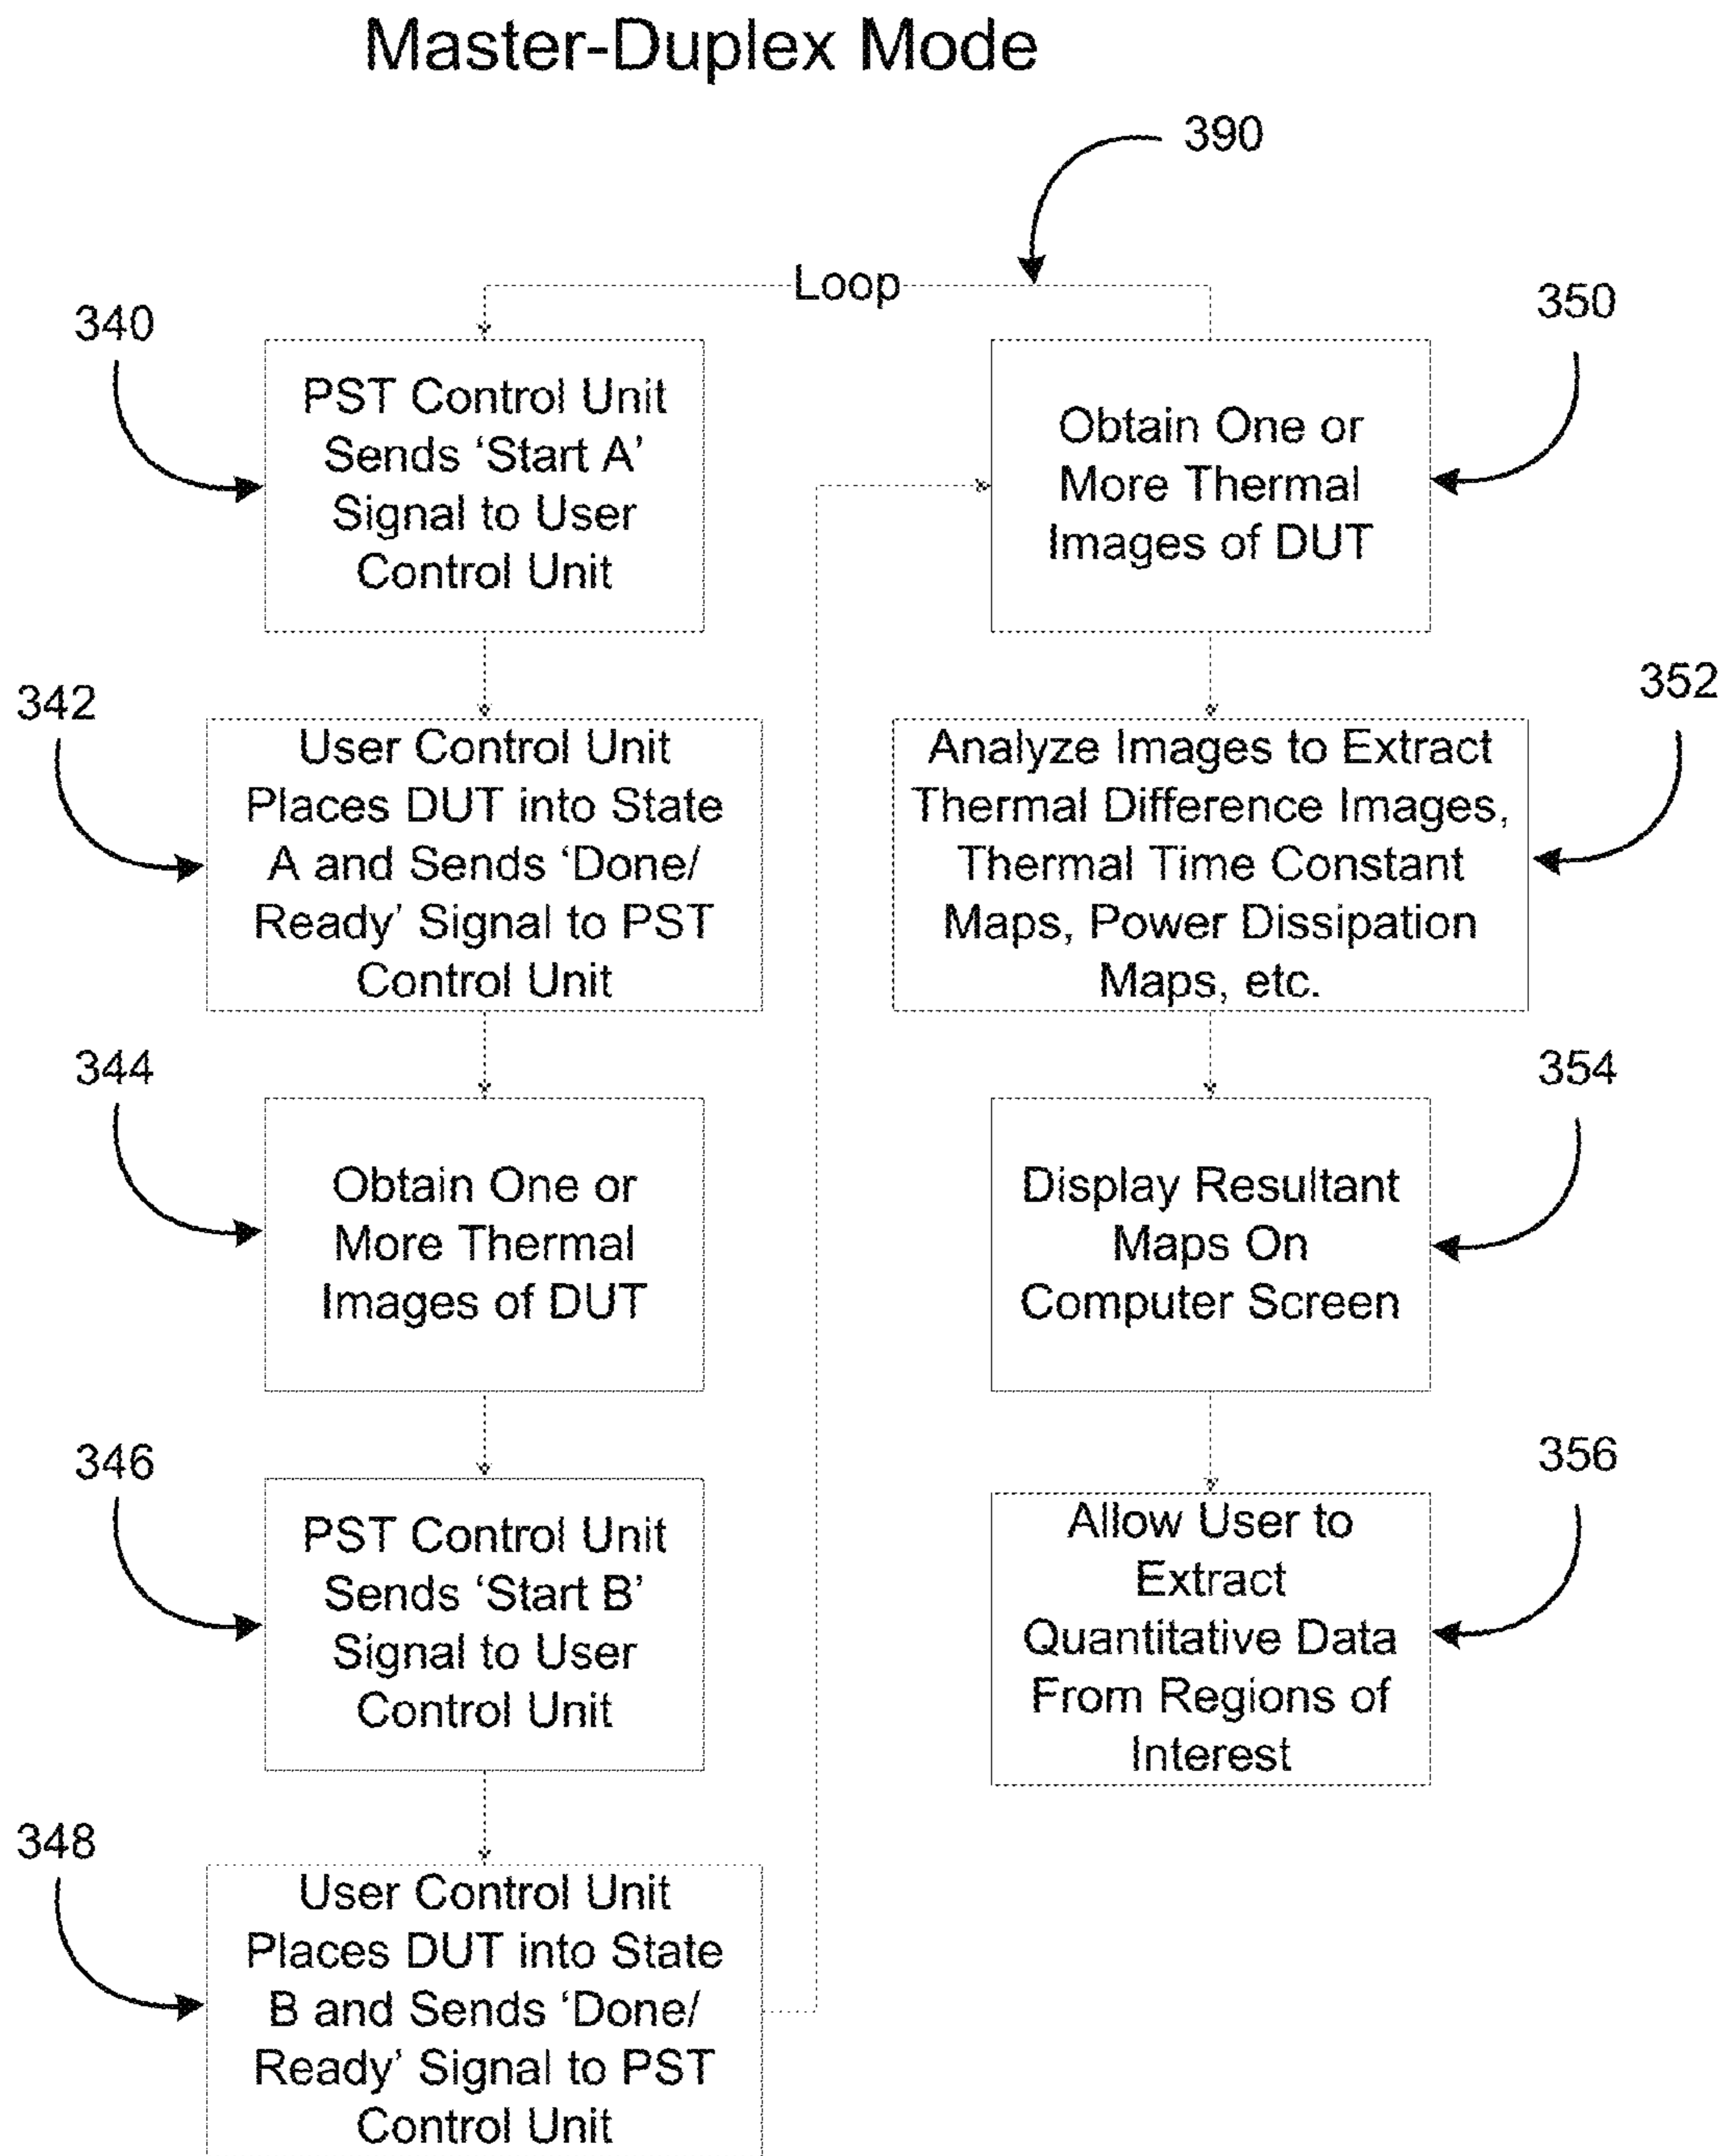 Master-Duplex Mode
390
Loop
340
PST Control Unit
Sends ‘Start A’
Signal to User
Control Unit
342
User Control Unit
Places DUT into State
A and Sends ‘Done/
Ready’ Signal to PST
Control Unit
344
Obtain One or
More Thermal
Images of DUT
346
PST Control Unit
Sends ‘Start B’
Signal to User
Control Unit
348
User Control Unit
Places DUT into State
B and Sends ‘Done/
Ready’ Signal to PST
Control Unit
350
Obtain One or
More Thermal
Images of DUT
352
Analyze Images to Extract
Thermal Difference Images,
Thermal Time Constant
Maps, Power Dissipation
Maps, etc.
354
Display Resultant
Maps On
Computer Screen
356
Allow User to
Extract
Quantitative Data
From Regions of
Interest